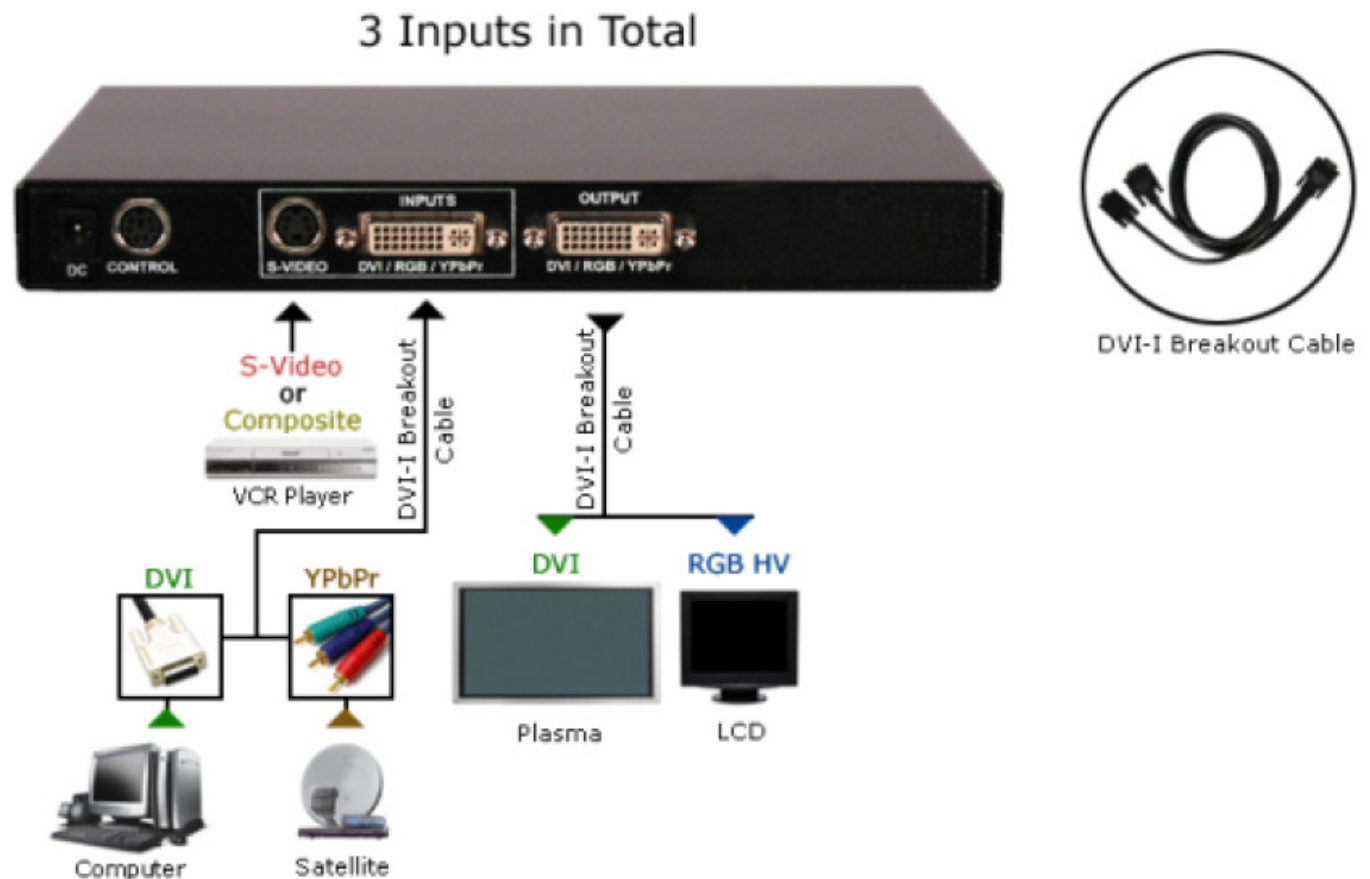 3 Inputs in Total
INPUTS
OUTPUT
DC
CONTROL
S-VIDEO
DVI / RGB / YPbPr
DVI / RGB / YPbPr
DVI-I Breakout Cable
S-Video
or
Composite
VCR Player
DVI-I Breakout
Cable
DVI-I Breakout
Cable
DVI
YPbPr
DVI
RGB HV
Plasma
LCD
Computer
Satellite